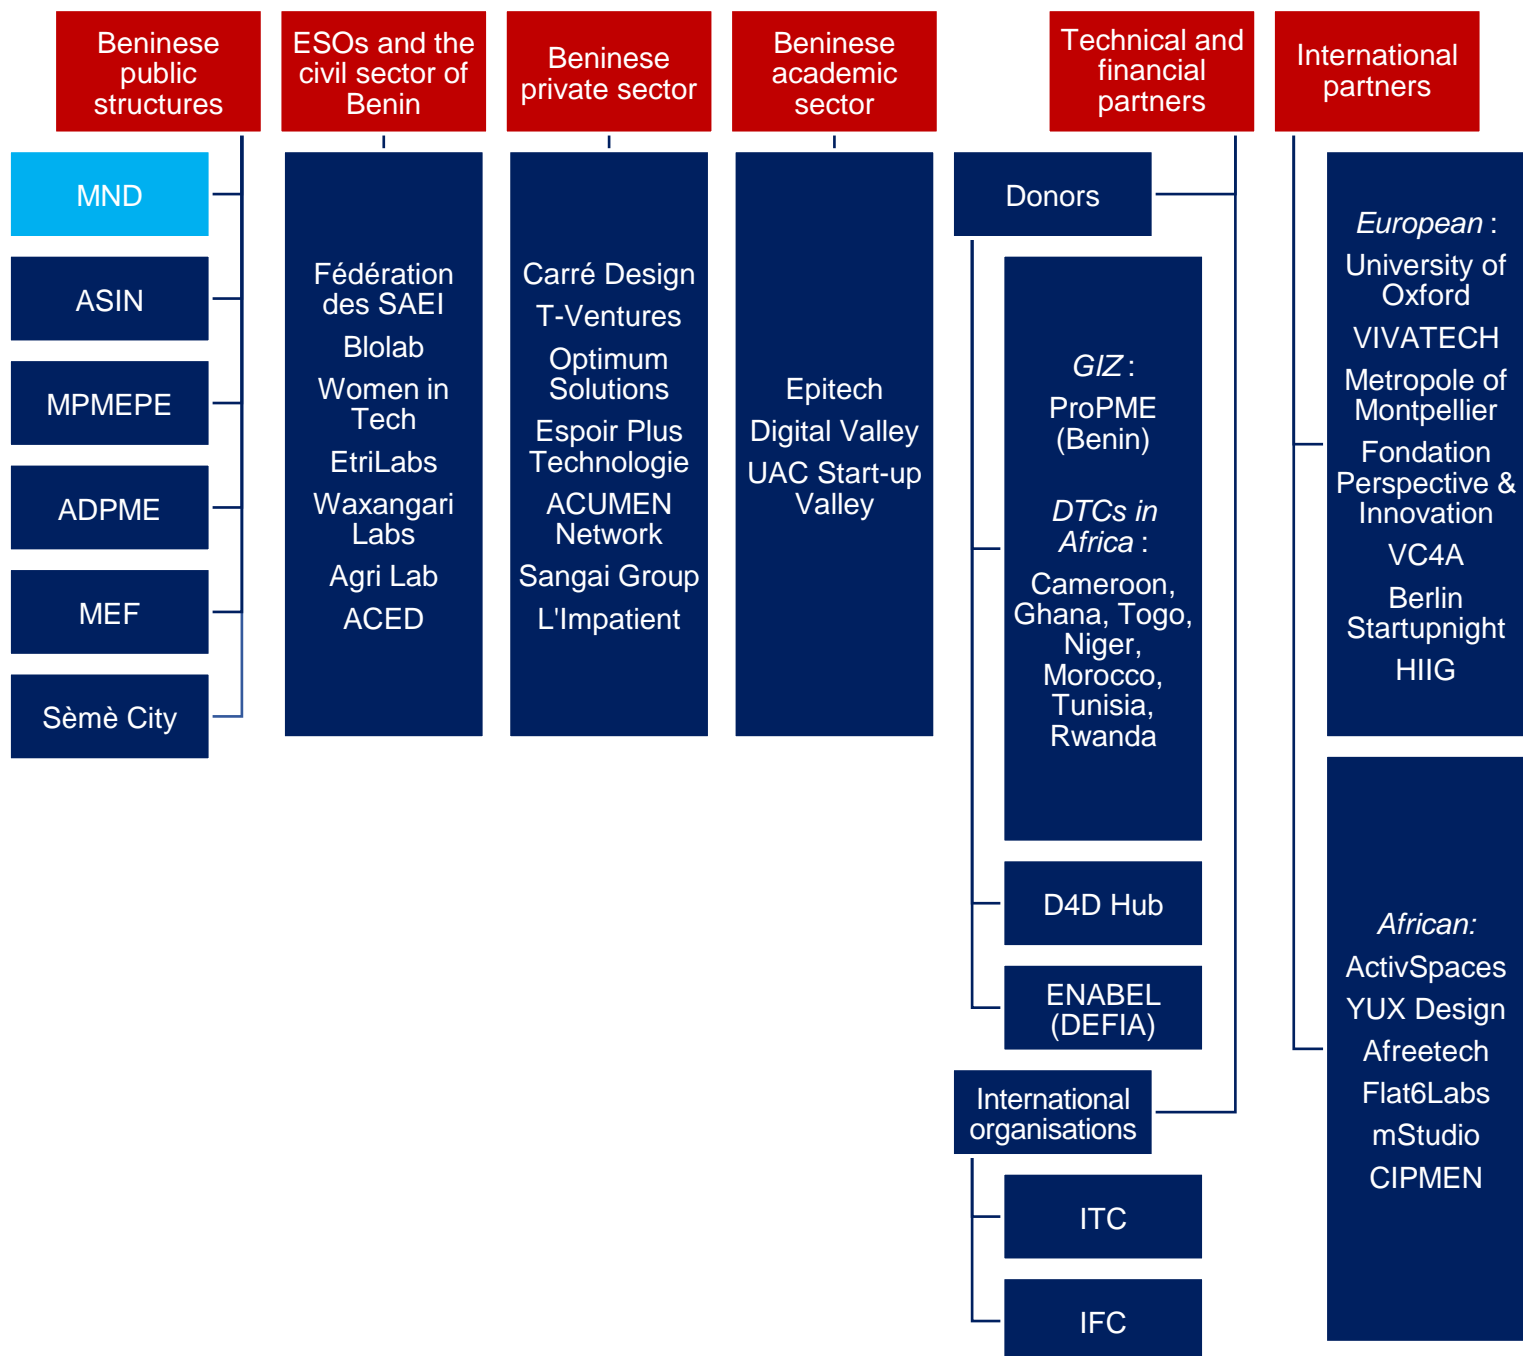 Beninese
public
structures
MND
ASIN
MPMEPE
ADPME
MEF
Sèmè City
ESOs and the
civil sector of
Benin
Fédération
des SAEI
Blolab
Women in
Tech
EtriLabs
Waxangari
Labs
Agri Lab
ACED
Beninese
private sector
Carré Design
T-Ventures
Optimum
Solutions
Espoir Plus
Technologie
ACUMEN
Network
Sangai Group
L'Impatient
Beninese
academic
sector
Epitech
Digital Valley
UAC Start-up
Valley
Technical and
financial
partners
Donors
GIZ :
ProPME
(Benin)
DTCs in
Africa :
Cameroon,
Ghana, Togo,
Niger,
Morocco,
Tunisia,
Rwanda
D4D Hub
ENABEL
(DEFIA)
International
organisations
ITC
IFC
International
partners
European :
University of
Oxford
VIVATECH
Metropole of
Montpellier
Fondation
Perspective &
Innovation
VC4A
Berlin
Startupnight
HIIG
African:
ActivSpaces
YUX Design
Afreetech
Flat6Labs
mStudio
CIPMEN